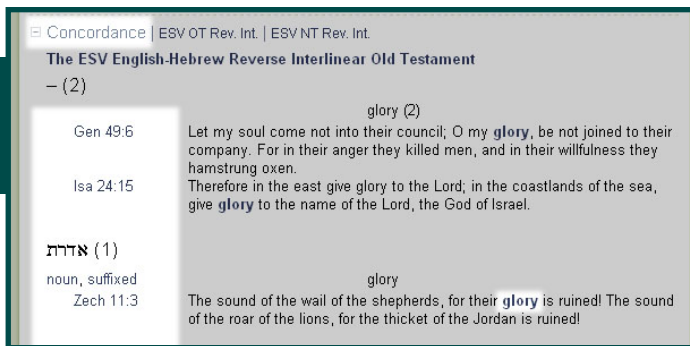 Concordance | ESV OT Rev. Int. | ESV NT Rev. Int.
The ESV English-Hebrew Reverse Interlinear Old Testament
– (2)
glory (2)
Gen 49:6 Let my soul come not into their council; O my glory, be not joined to their
company. For in their anger they killed men, and in their willfulness they
hamstrung oxen.
Isa 24:15 Therefore in the east give glory to the Lord; in the coastlands of the sea,
give glory to the name of the Lord, the God of Israel.
אדרת (1)
noun, suffixed glory
Zech 11:3 The sound of the wail of the shepherds, for their glory is ruined! The sound
of the roar of the lions, for the thicket of the Jordan is ruined!